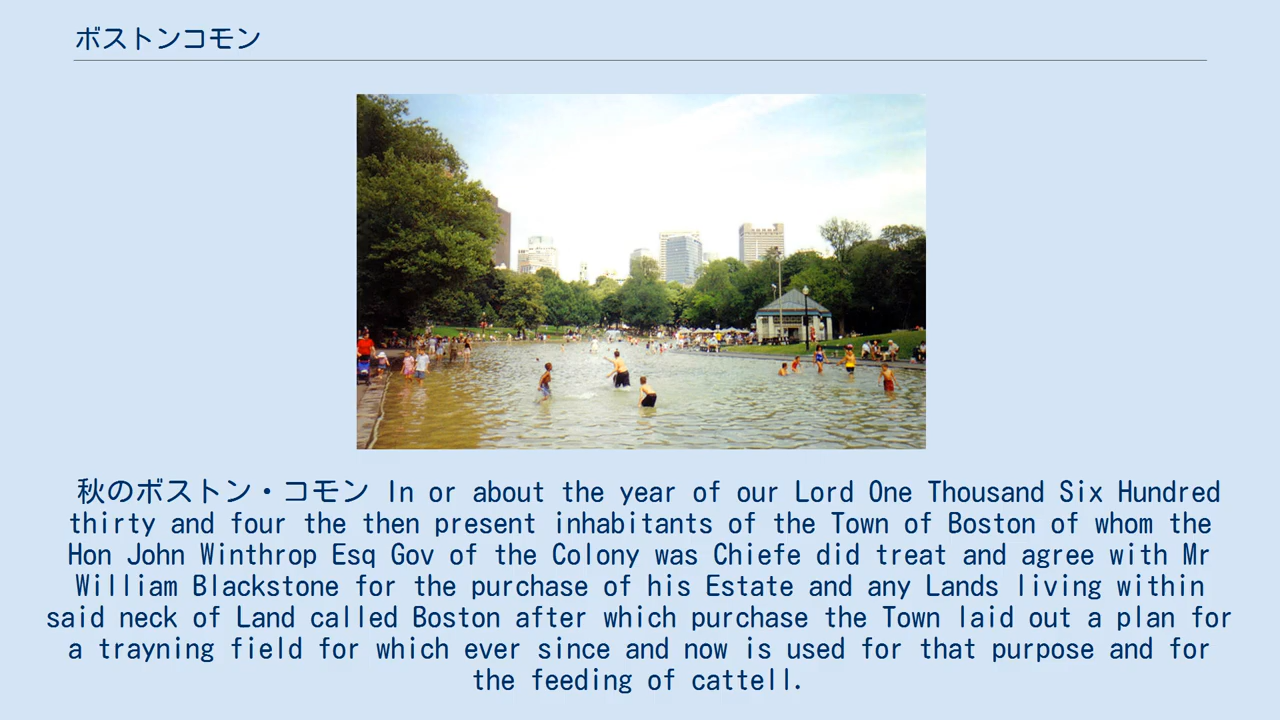 ボストンコモン
秋のボストン・コモン In or about the year of our Lord One Thousand Six Hundred
thirty and four the then present inhabitants of the Town of Boston of whom the
Hon John Winthrop Esq Gov of the Colony was Chiefe did treat and agree with Mr
William Blackstone for the purchase of his Estate and any Lands living within
said neck of Land called Boston after which purchase the Town laid out a plan for
a trayning field for which ever since and now is used for that purpose and for
the feeding of cattell.